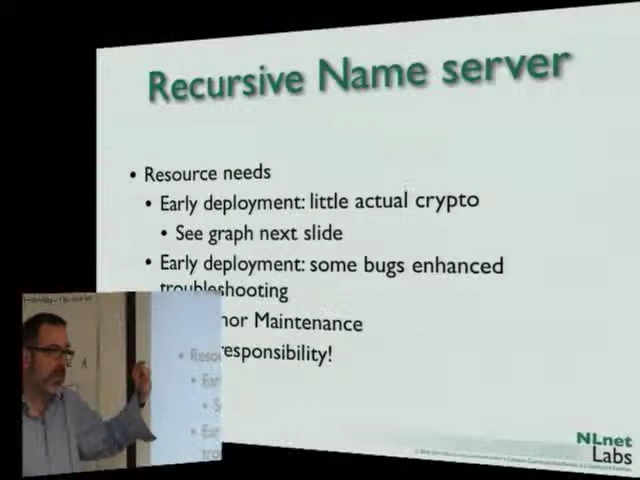 Recursive Name server
• Resource needs
• Early deployment: little actual crypto
• See graph next slide
• Early deployment: some bugs enhanced
troubleshooting
Maintenance
responsibility!
NLnet
Labs